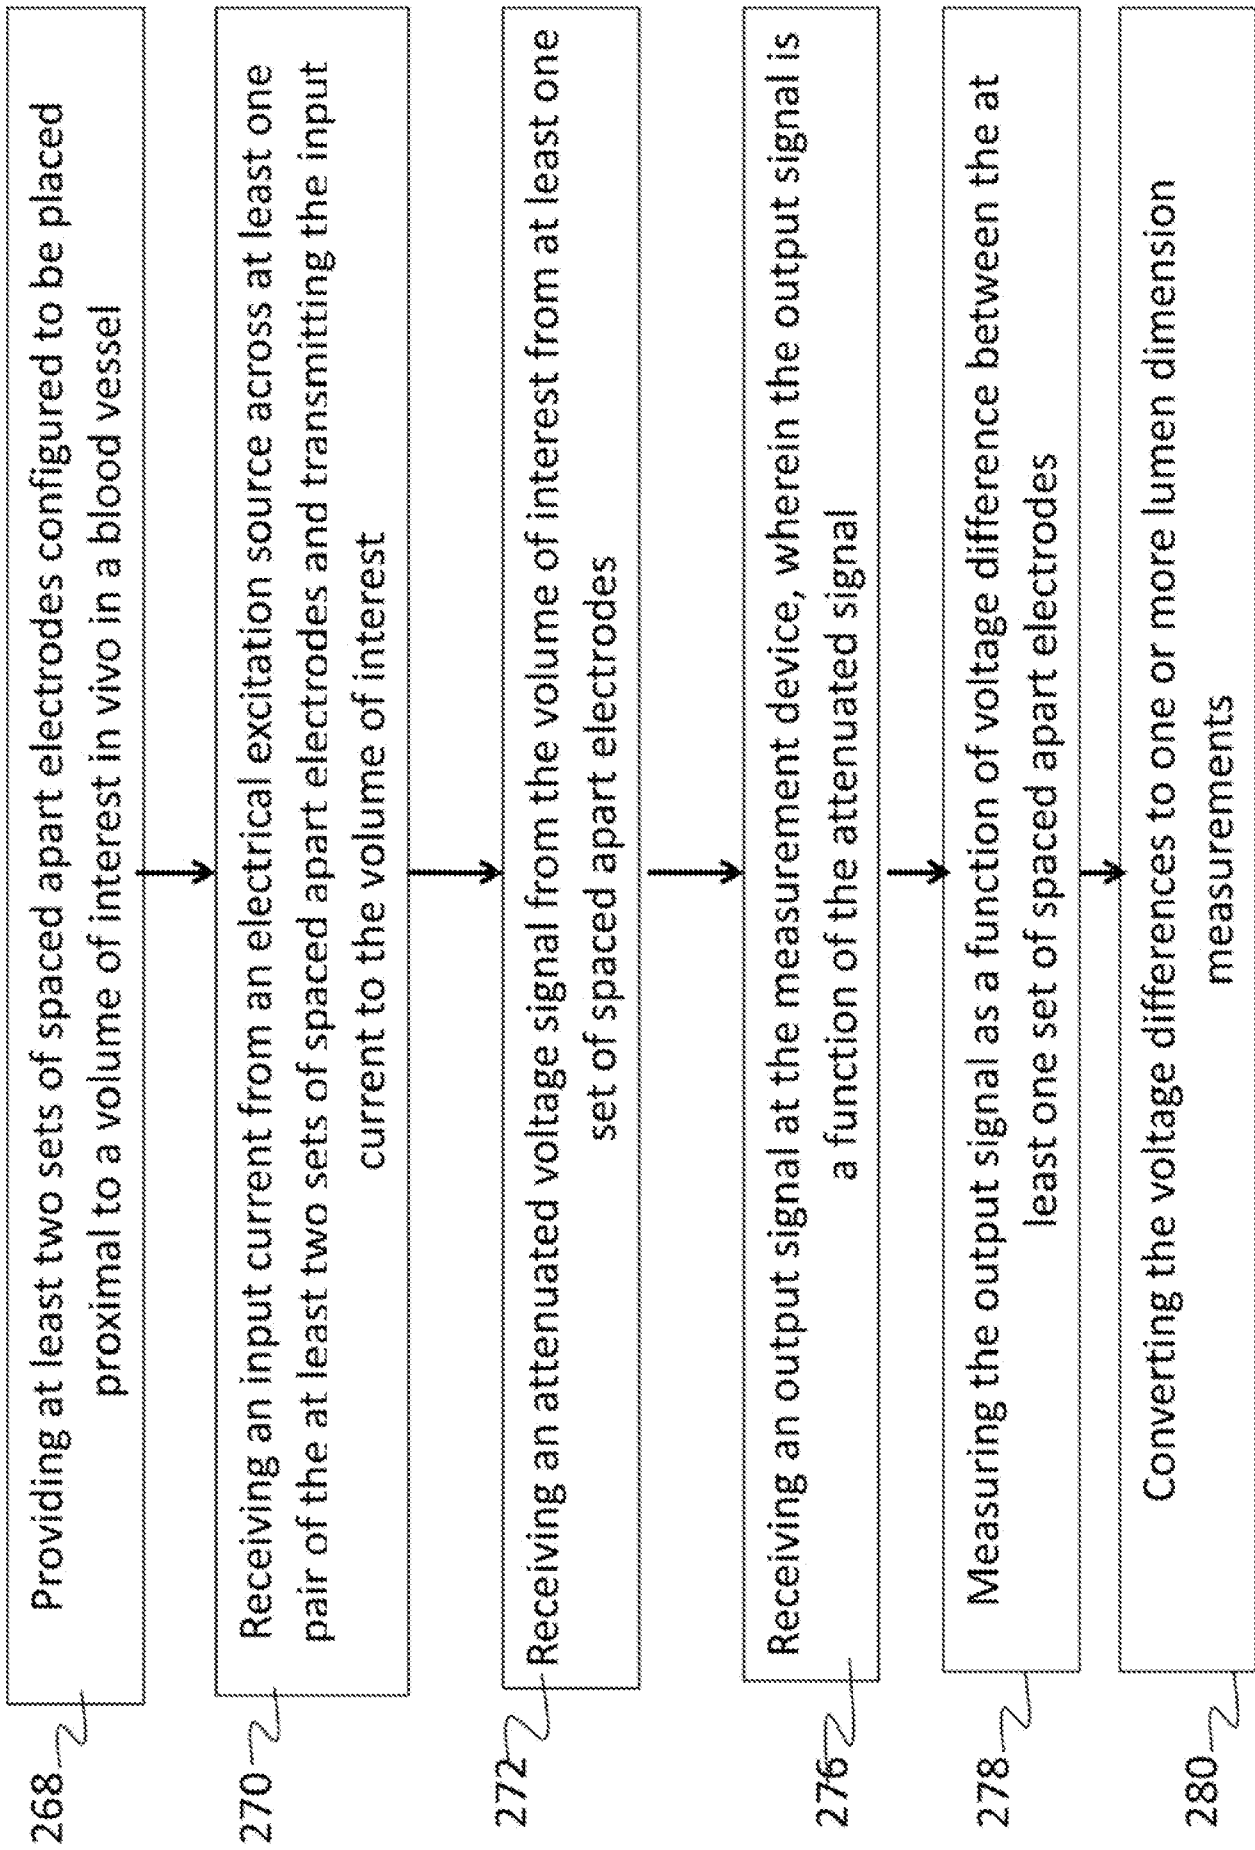 268
Providing at least two sets of spaced apart electrodes configured to be placed
proximal to a volume of interest in vivo in a blood vessel
270
Receiving an input current from an electrical excitation source across at least one
pair of the at least two sets of spaced apart electrodes and transmitting the input
current to the volume of interest
272
Receiving an attenuated voltage signal from the volume of interest from at least one
set of spaced apart electrodes
276
Receiving an output signal at the measurement device, wherein the output signal is
a function of the attenuated signal
278
Measuring the output signal as a function of voltage difference between the at
least one set of spaced apart electrodes
280
Converting the voltage differences to one or more lumen dimension
measurements